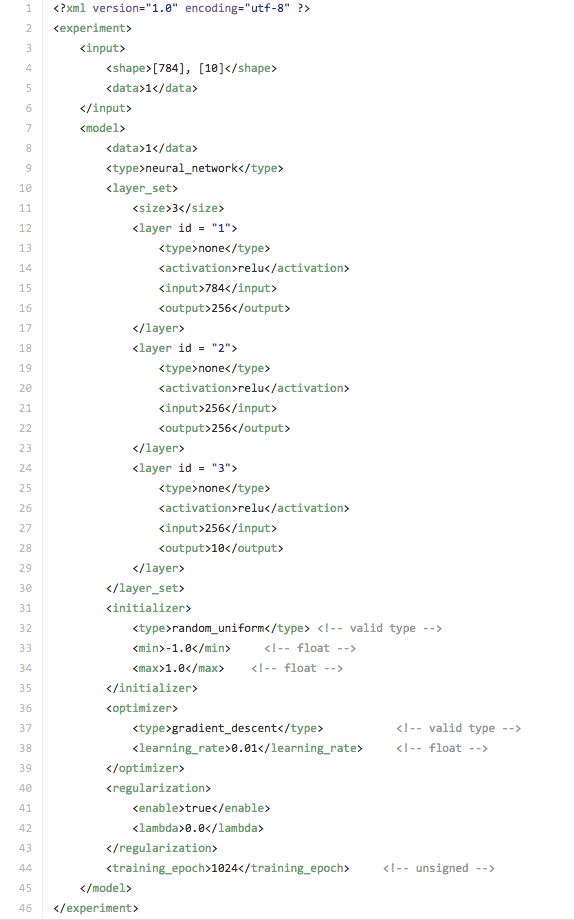 1 <?xml version="1.0" encoding="utf-8" ?>
2 <experiment>
3     <input>
4         <shape>[784], [10]</shape>
5         <data>1</data>
6     </input>
7     <model>
8         <data>1</data>
9         <type>neural_network</type>
10         <layer_set>
11             <size>3</size>
12             <layer id = "1">
13                 <type>none</type>
14                 <activation>relu</activation>
15                 <input>784</input>
16                 <output>256</output>
17             </layer>
18             <layer id = "2">
19                 <type>none</type>
20                 <activation>relu</activation>
21                 <input>256</input>
22                 <output>256</output>
23             </layer>
24             <layer id = "3">
25                 <type>none</type>
26                 <activation>relu</activation>
27                 <input>256</input>
28                 <output>10</output>
29             </layer>
30         </layer_set>
31         <initializer>
32             <type>random_uniform</type> <!-- valid type -->
33             <min>-1.0</min>     <!-- float -->
34             <max>1.0</max>    <!-- float -->
35         </initializer>
36         <optimizer>
37             <type>gradient_descent</type>           <!-- valid type -->
38             <learning_rate>0.01</learning_rate>     <!-- float -->
39         </optimizer>
40         <regularization>
41             <enable>true</enable>
42             <lambda>0.0</lambda>
43         </regularization>
44         <training_epoch>1024</training_epoch>     <!-- unsigned -->
45     </model>
46 </experiment>